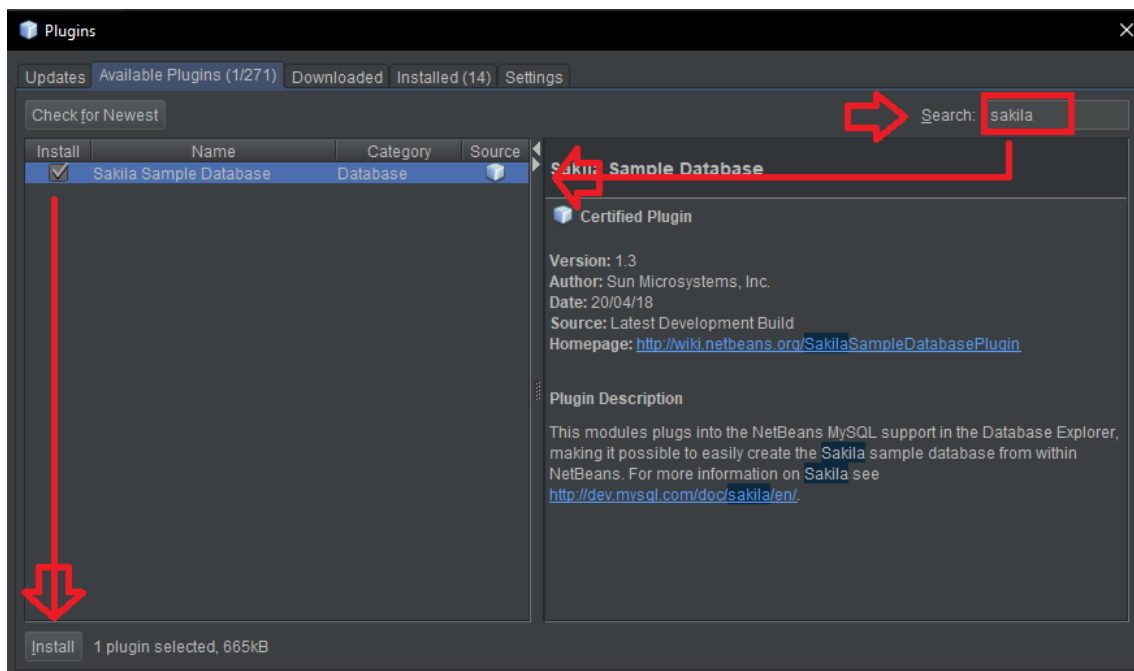 Plugins
Updates Available Plugins (1/271) Downloaded Installed (14) Settings
Check for Newest
Search: sakila
Install Name Category Source
Sakila Sample Database Database
Sakila Sample Database
Certified Plugin
Version: 1.3
Author: Sun Microsystems, Inc.
Date: 20/04/18
Source: Latest Development Build
Homepage: http://wiki.netbeans.org/SakilaSampleDatabasePlugin
Plugin Description
This modules plugs into the NetBeans MySQL support in the Database Explorer,
making it possible to easily create the Sakila sample database from within
NetBeans. For more information on Sakila see
http://dev.mysql.com/doc/sakila/en/.
Install 1 plugin selected, 665kB